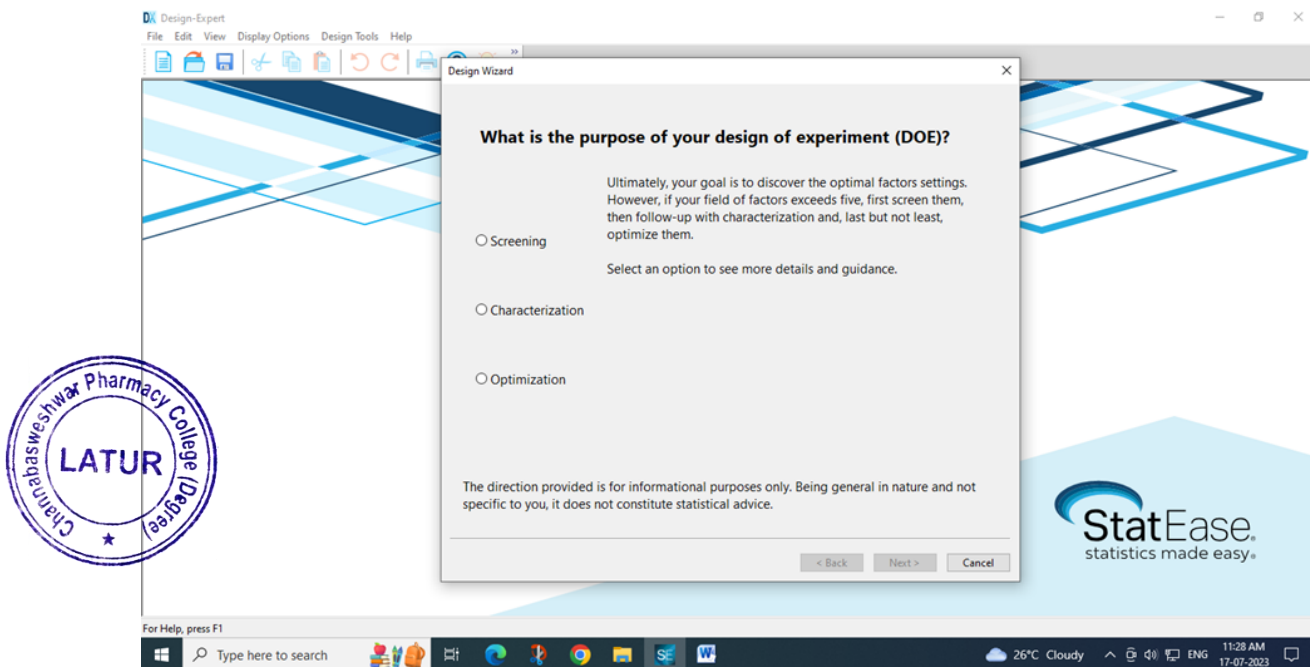 DX Design-Expert
File Edit View Display Options Design Tools Help
Design Wizard
What is the purpose of your design of experiment (DOE)?
Ultimately, your goal is to discover the optimal factors settings.
However, if your field of factors exceeds five, first screen them,
then follow-up with characterization and, last but not least,
optimize them.
Select an option to see more details and guidance.
Screening
Characterization
Optimization
The direction provided is for informational purposes only. Being general in nature and not
specific to you, it does not constitute statistical advice.
< Back Next > Cancel
Channabasweshwar Pharmacy College (Degree)
LATUR
StatEase.
statistics made easy®
For Help, press F1
Type here to search
SE
W
26°C Cloudy
ENG
11:28 AM
17-07-2023